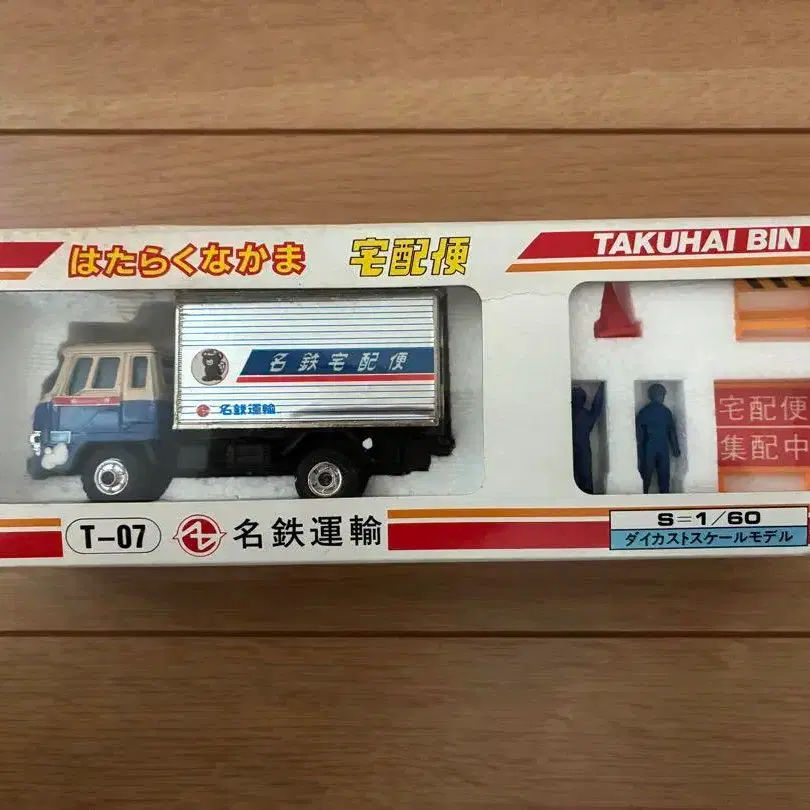 はたらくなかま 宅配便 TAKUHAI BIN
名鉄宅配便
名鉄運輸
宅配便
集配中
T-07 名鉄運輸
S=1/60
ダイカストスケールモデル